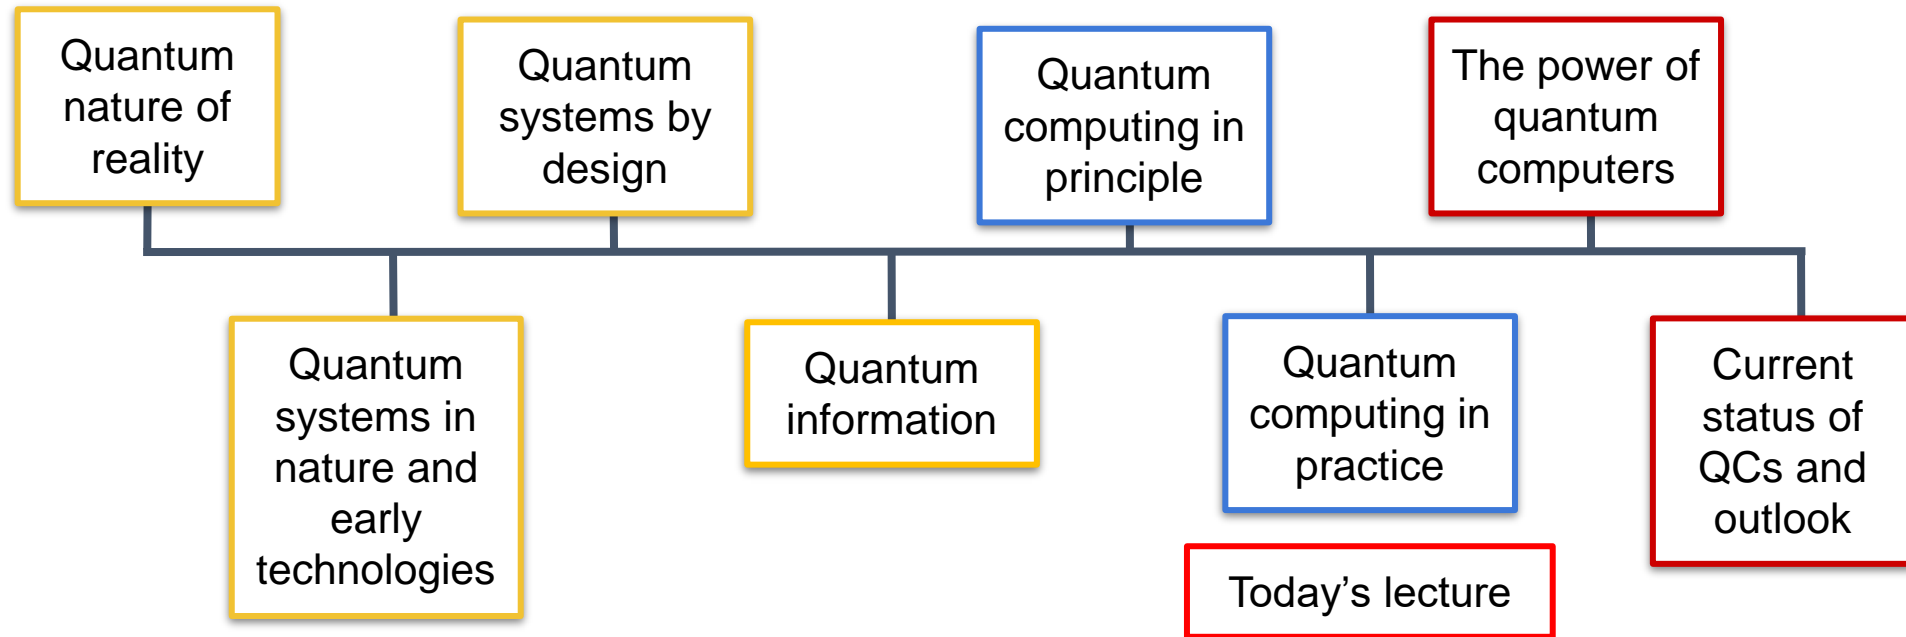 Quantum
nature of
reality
Quantum
systems by
design
Quantum
computing in
principle
The power of
quantum
computers
Quantum
systems in
nature and
early
technologies
Quantum
information
Quantum
computing in
practice
Current
status of
QCs and
outlook
Today’s lecture